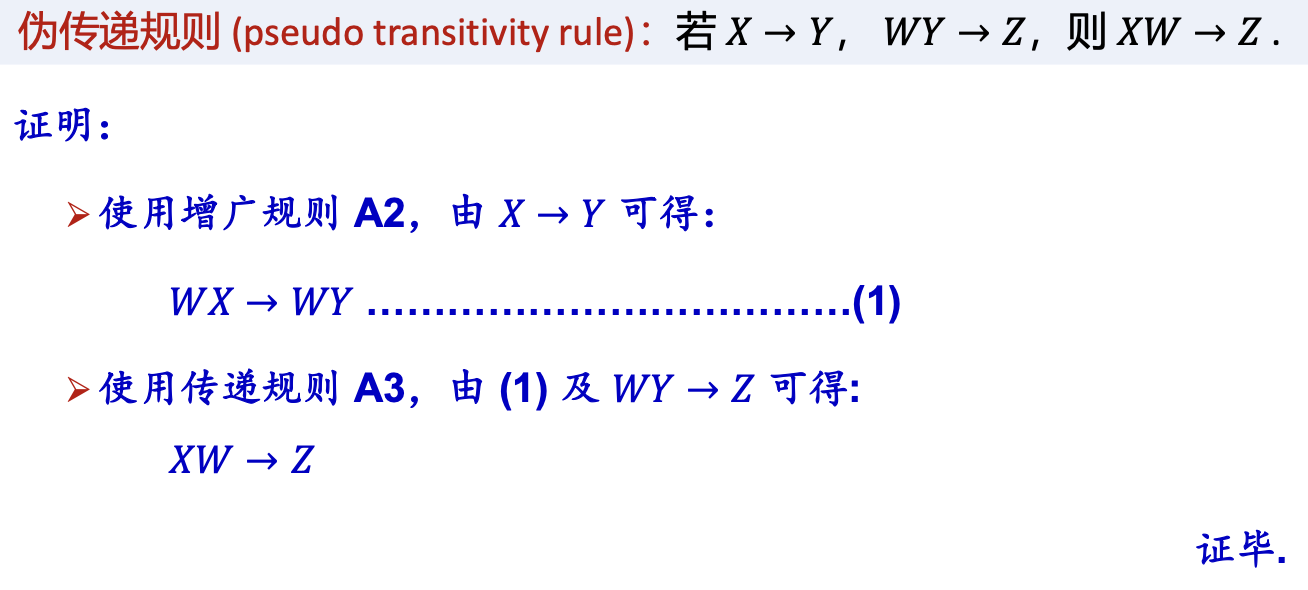 伪传递规则 (pseudo transitivity rule)：若 X → Y， WY → Z，则 XW → Z .
证明：
➢ 使用增广规则 A2，由 X → Y 可得：
WX → WY ………………………………(1)
➢ 使用传递规则 A3，由 (1) 及 WY → Z 可得:
XW → Z
证毕.